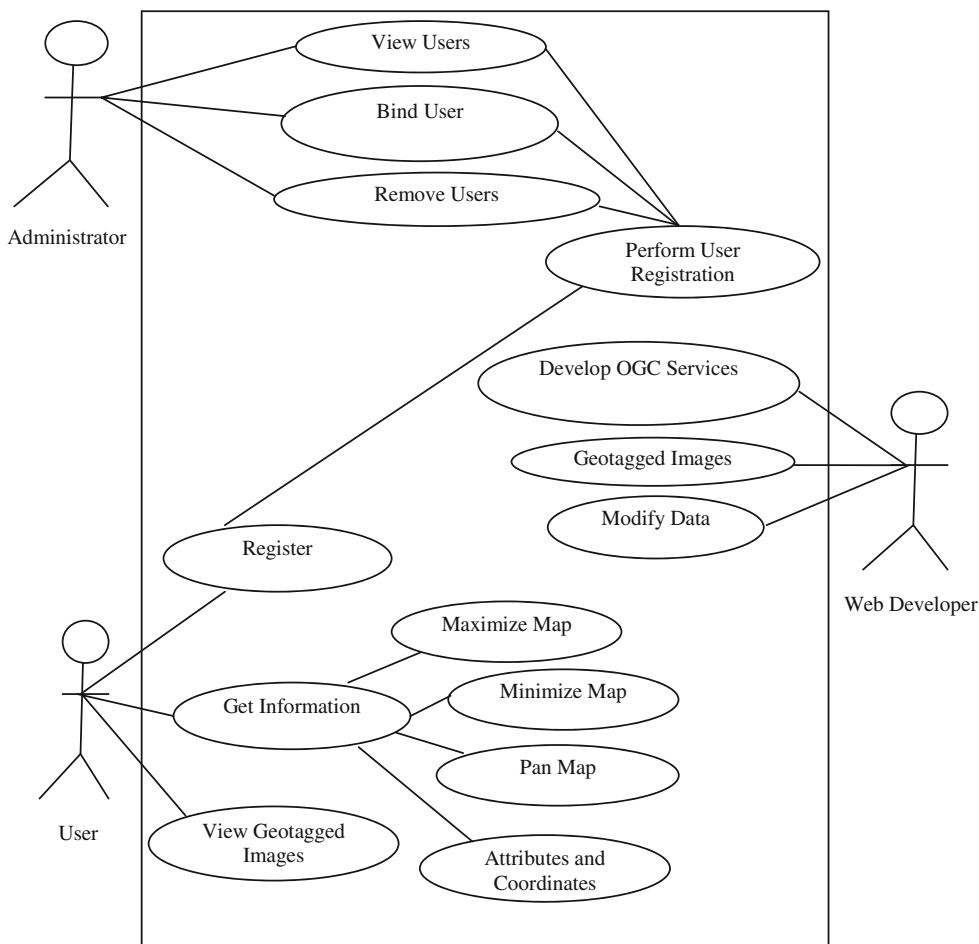 View Users
Bind User
Remove Users
Administrator
Perform User
Registration
Develop OGC Services
Geotagged Images
Modify Data
Register
Web Developer
Maximize Map
Minimize Map
Get Information
Pan Map
User
View Geotagged
Images
Attributes and
Coordinates